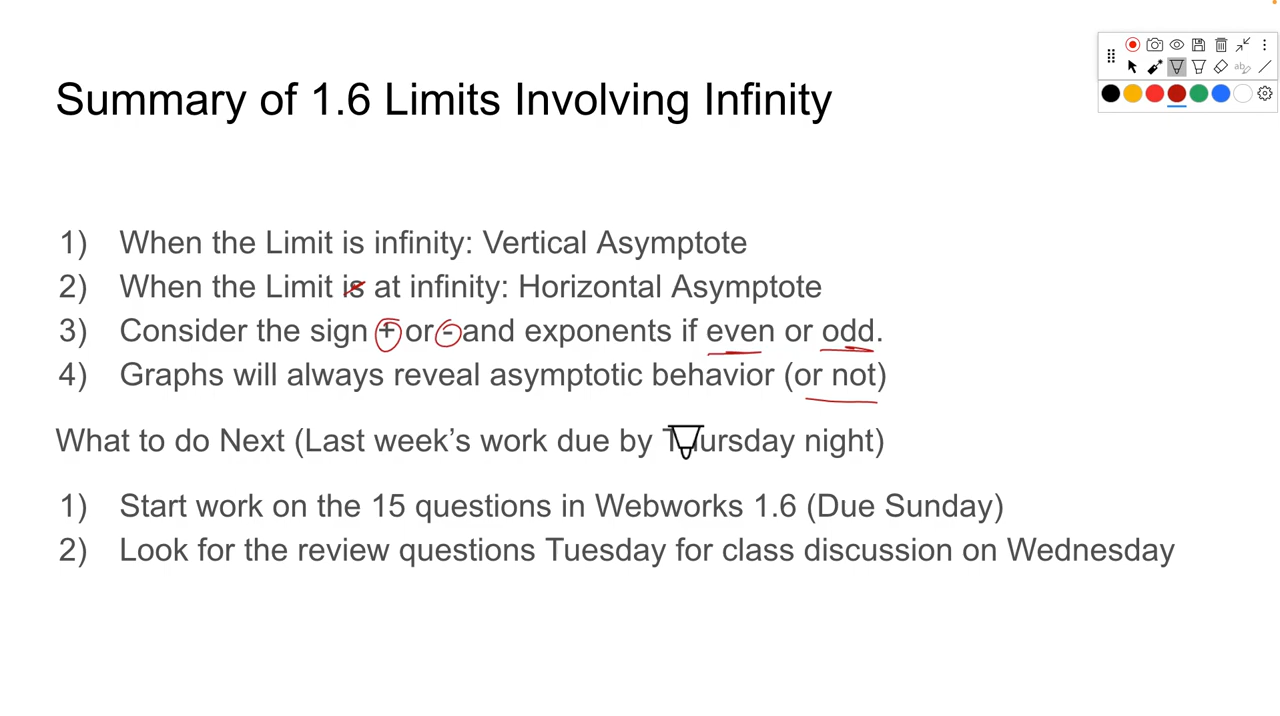 Summary of 1.6 Limits Involving Infinity
1) When the Limit is infinity: Vertical Asymptote
2) When the Limit is at infinity: Horizontal Asymptote
3) Consider the sign + or - and exponents if even or odd.
4) Graphs will always reveal asymptotic behavior (or not)
What to do Next (Last week's work due by Thursday night)
1) Start work on the 15 questions in Webworks 1.6 (Due Sunday)
2) Look for the review questions Tuesday for class discussion on Wednesday